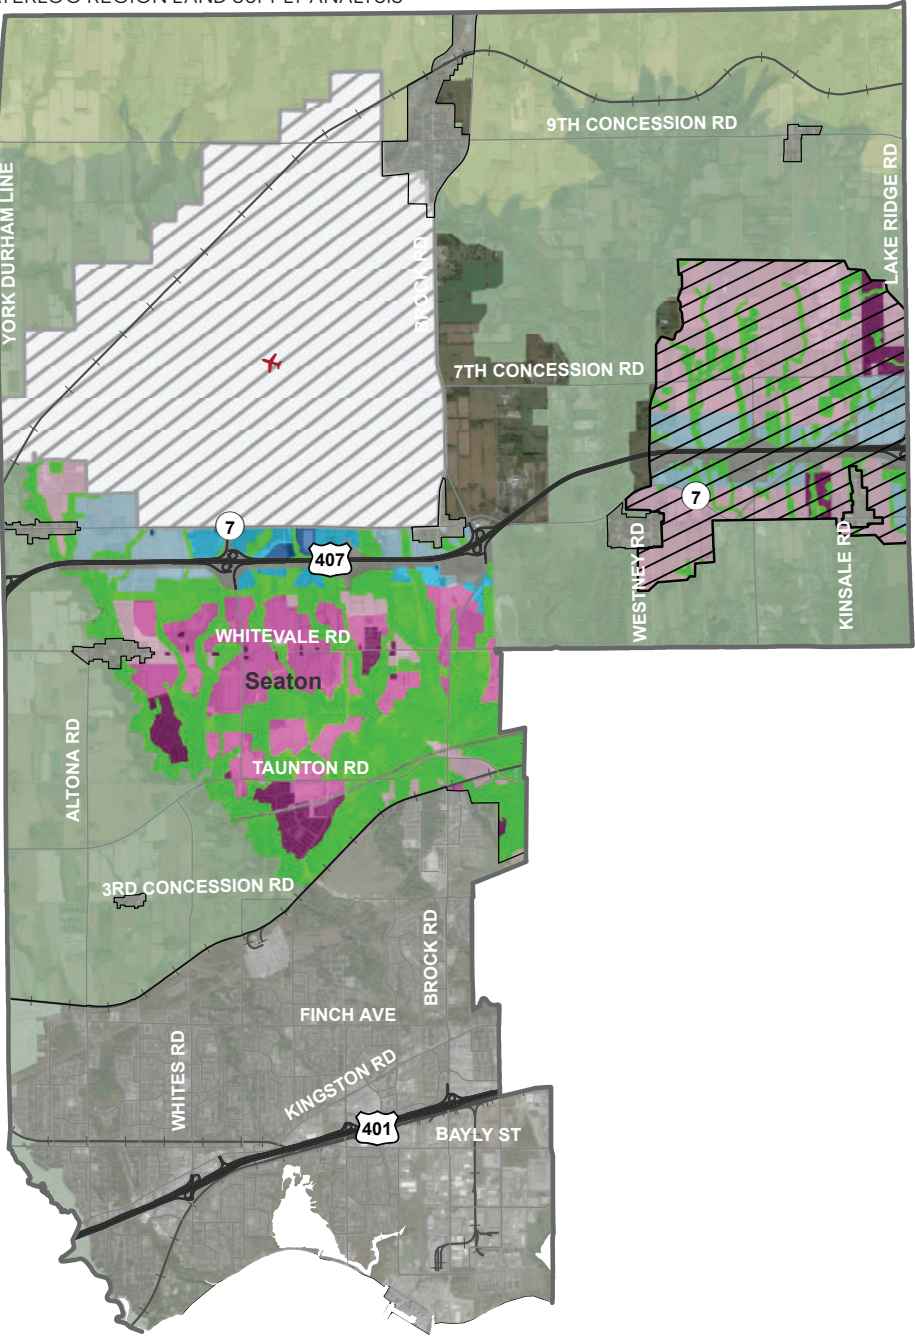 9TH CONCESSION RD
YORK DURHAM LINE
LAKE RIDGE RD
BROCK RD
7TH CONCESSION RD
7
7
407
WESTNEY RD
KINSALE RD
WHITEVALE RD
Seaton
ALTONA RD
TAUNTON RD
3RD CONCESSION RD
BROCK RD
FINCH AVE
WHITES RD
KINGSTON RD
401
BAYLY ST